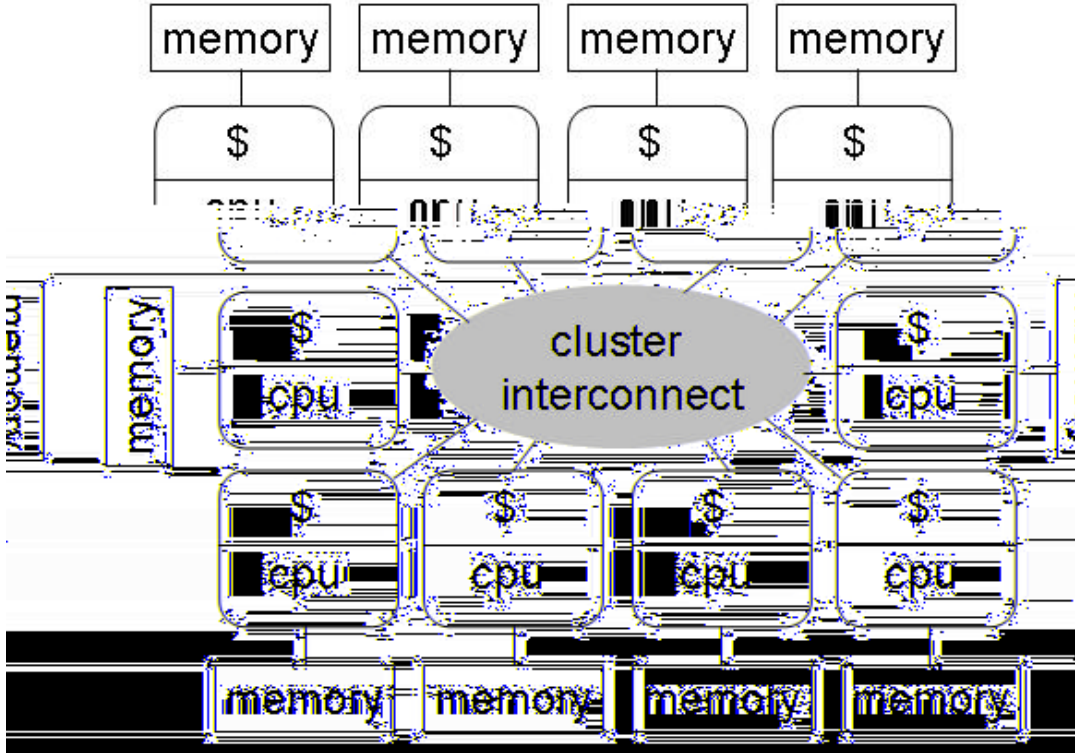 memory memory memory memory
$ $ $ $
memory
$
cpu
cluster
interconnect
$
cpu
$ $ $ $
cpu cpu cpu cpu
memory memory memory memory